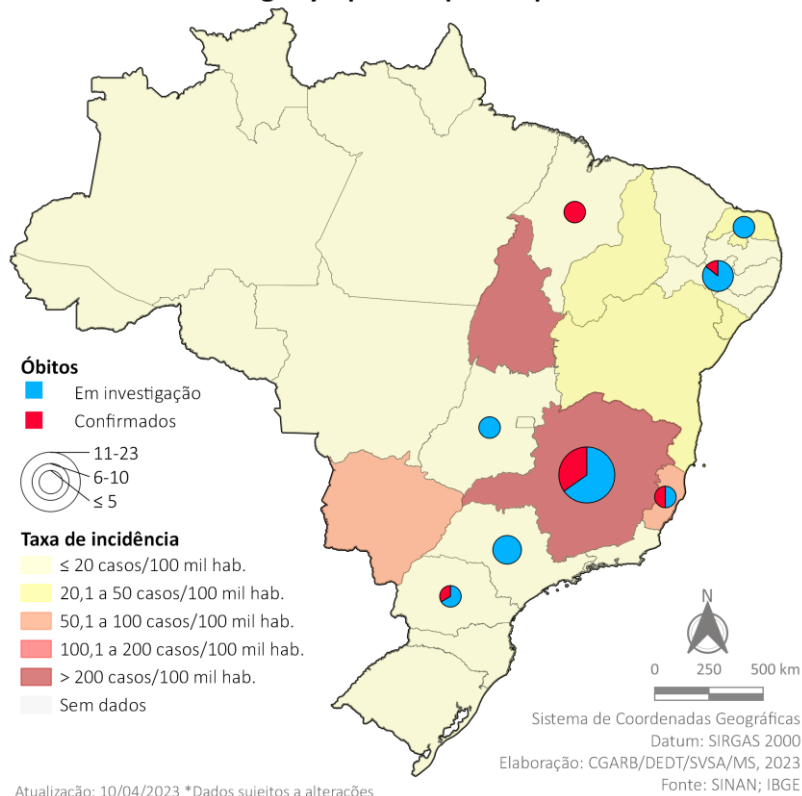 Óbitos
Em investigação
Confirmados
11-23
6-10
≤ 5
Taxa de incidência
≤ 20 casos/100 mil hab.
20,1 a 50 casos/100 mil hab.
50,1 a 100 casos/100 mil hab.
100,1 a 200 casos/100 mil hab.
> 200 casos/100 mil hab.
Sem dados
N
0 250 500 km
Sistema de Coordenadas Geográficas
Datum: SIRGAS 2000
Elaboração: CGARB/DEDT/SVSA/MS, 2023
Fonte: SINAN; IBGE
Atualização: 10/04/2023 *Dados sujeitos a alterações